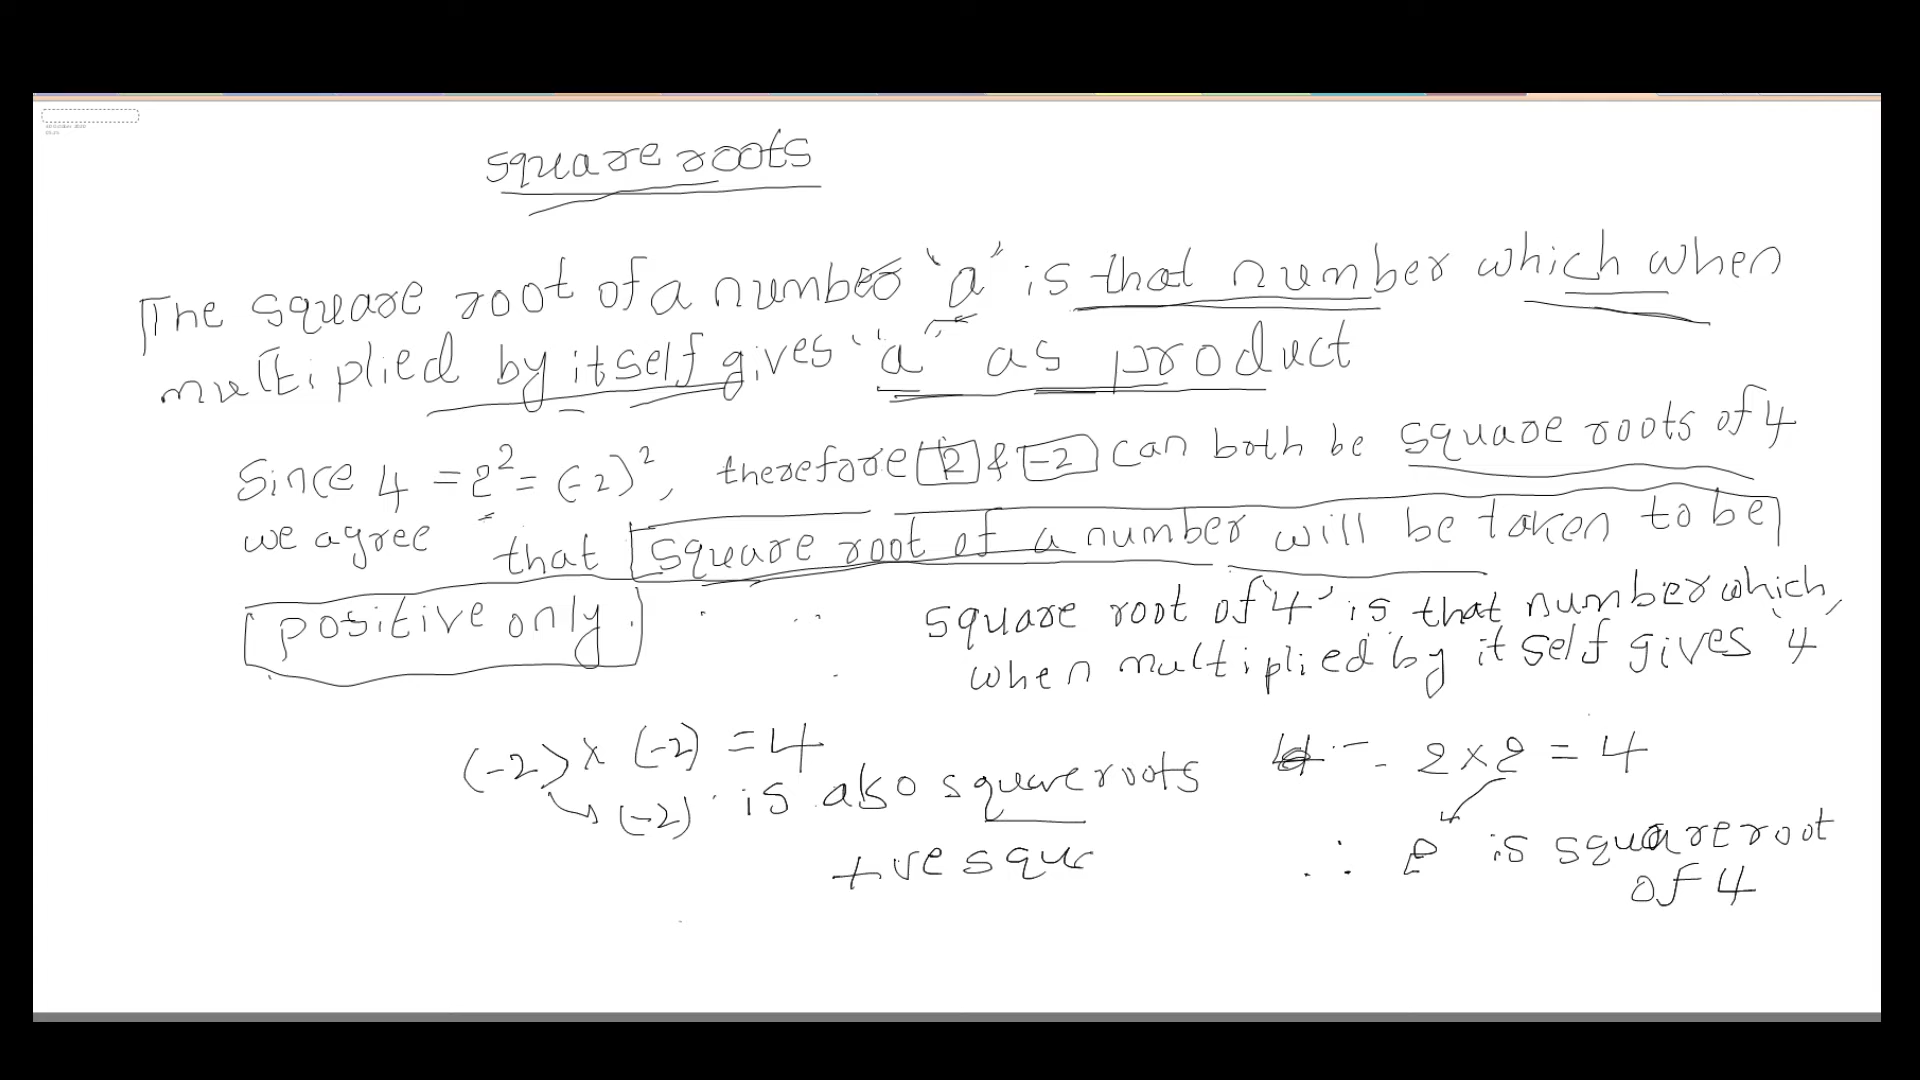 square roots
The square root of a number "a" is that number which when
multiplied by itself gives "a" as product
Since 4 = 2² = (-2)², therefore 2 & -2 can both be square roots of 4
we agree that square root of a number will be taken to be
positive only.
square root of '4' is that number which,
when multiplied by itself gives '4
(-2) × (-2) = 4
(-2) is also square roots
+ve squ
2 × 2 = 4
∴ 2 is square root
of 4